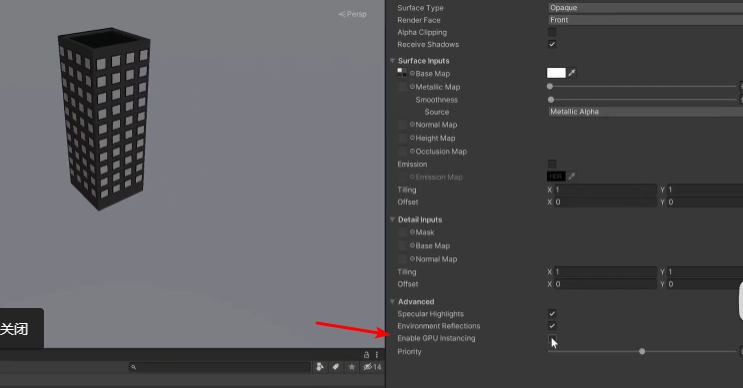 Persp
Surface Type Opaque
Render Face Front
Alpha Clipping
Receive Shadows
Surface Inputs
Base Map
Metallic Map
Smoothness
Source Metallic Alpha
Normal Map
Height Map
Occlusion Map
Emission
Emission Map HDR
Tiling X 1 Y 1
Offset X 0 Y 0
Detail Inputs
Mask
Base Map
Normal Map
Tiling X 1 Y 1
Offset X 0 Y 0
Advanced
Specular Highlights
关闭
Environment Reflections
Enable GPU Instancing
Priority
14